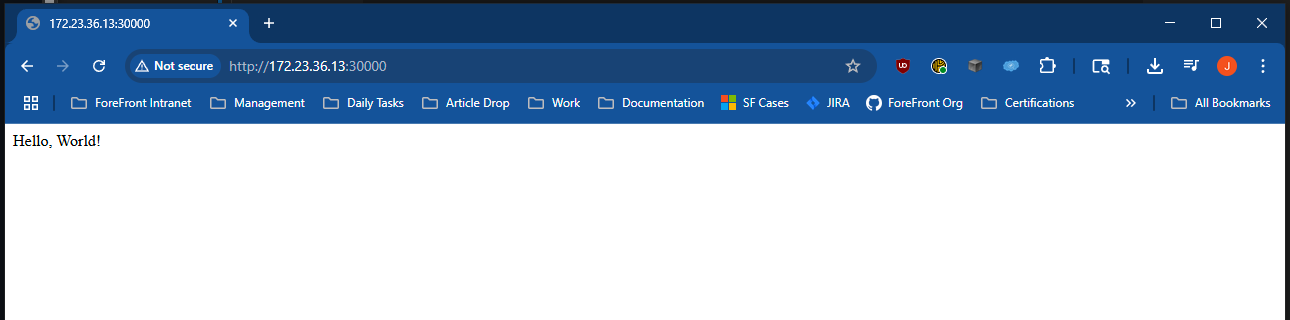 172.23.36.13:30000
Not secure http://172.23.36.13:30000 J
ForeFront Intranet Management Daily Tasks Article Drop Work Documentation SF Cases JIRA ForeFront Org Certifications All Bookmarks
Hello, World!